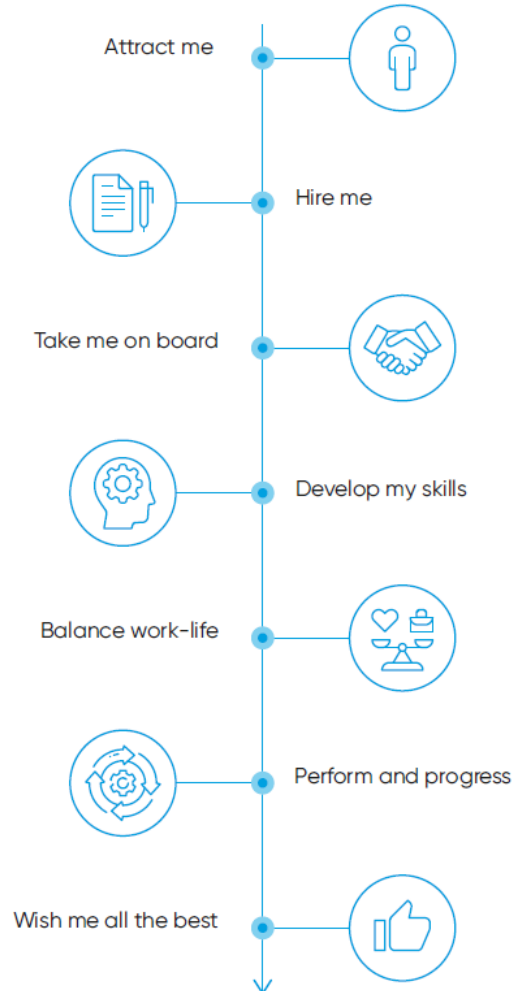 Attract me
Hire me
Take me on board
Develop my skills
Balance work-life
Perform and progress
Wish me all the best